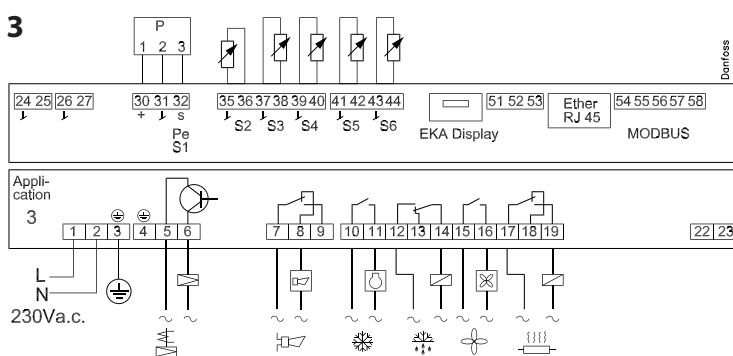 3
P
1 2 3
Danfoss
24 25 26 27 30 31 32 35 36 37 38 39 40 41 42 43 44 51 52 53 54 55 56 57 58
+ s
Pe
S1
S2 S3 S4 S5 S6
EKA Display
Ether
RJ 45
MODBUS
Appli-
cation
3
1 2 3 4 5 6 7 8 9 10 11 12 13 14 15 16 17 18 19 22 23
L
N
230Va.c.